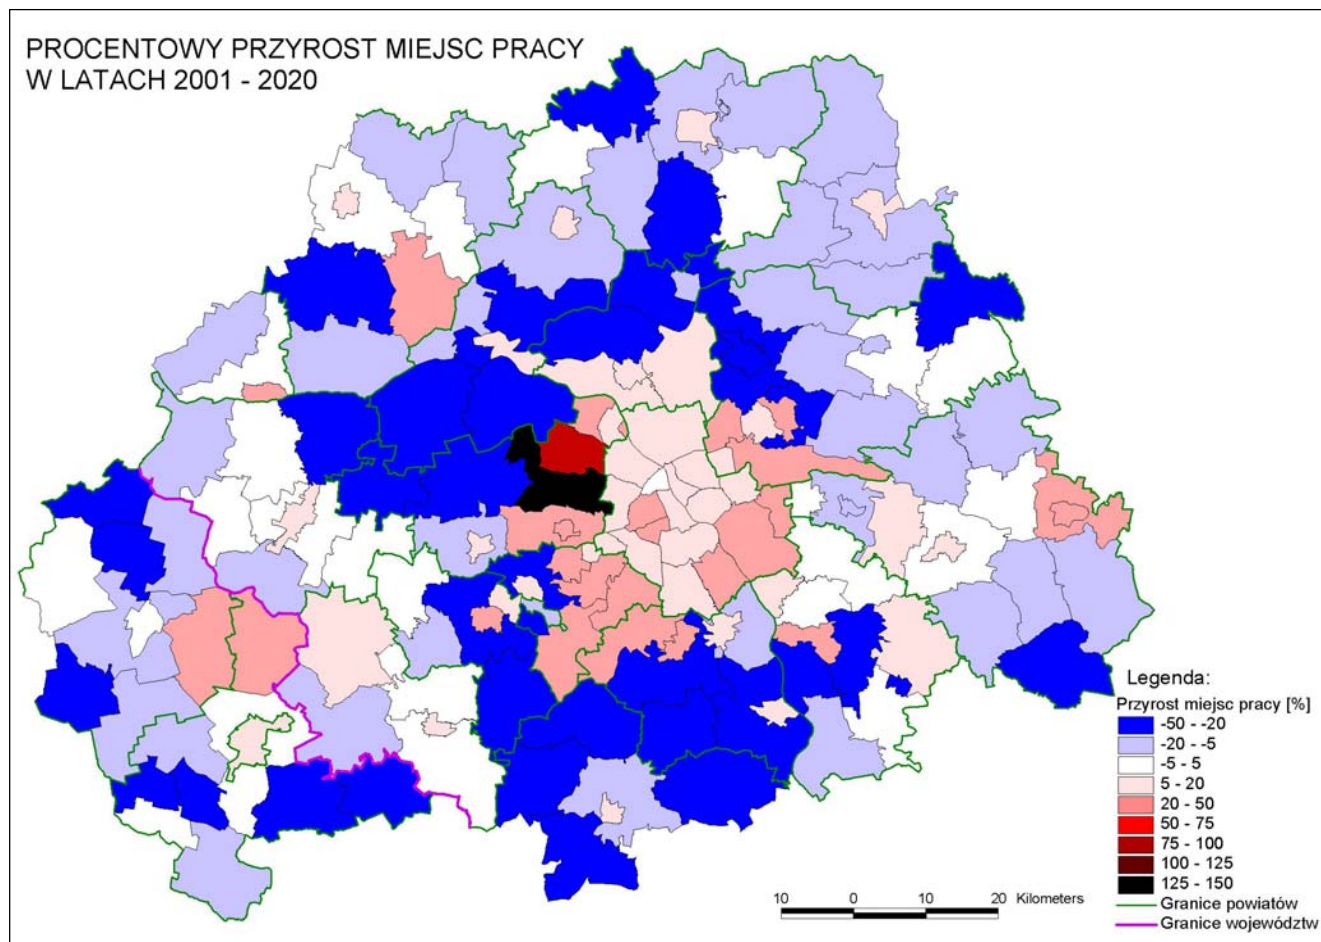 PROCENTOWY PRZYROST MIEJSC PRACY
W LATACH 2001 - 2020
Legenda:
Przyrost miejsc pracy [%]
-50 - -20
-20 - -5
-5 - 5
5 - 20
20 - 50
50 - 75
75 - 100
100 - 125
125 - 150
Granice powiatów
Granice województw
10 0 10 20 Kilometers